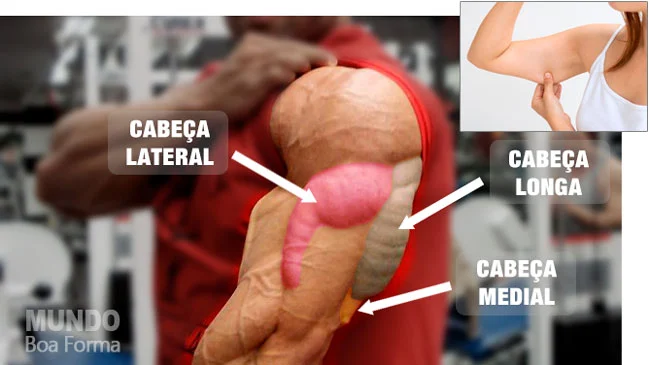 CABEÇA
LATERAL
CABEÇA
LONGA
CABEÇA
MEDIAL
MUNDO
Boa Forma